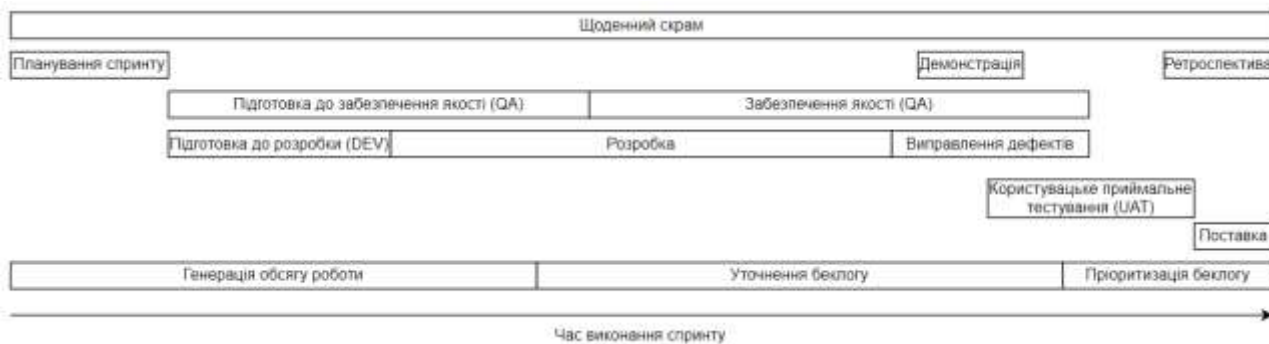 Щоденний скрам
Планування спринту
Демонстрація
Ретроспектива
Підготовка до забезпечення якості (QA)
Забезпечення якості (QA)
Підготовка до розробки (DEV)
Розробка
Виправлення дефектів
Користувацьке приймальне
тестування (UAT)
Поставка
Генерація обсягу роботи
Уточнення беклогу
Пріоритизація беклогу
Час виконання спринту